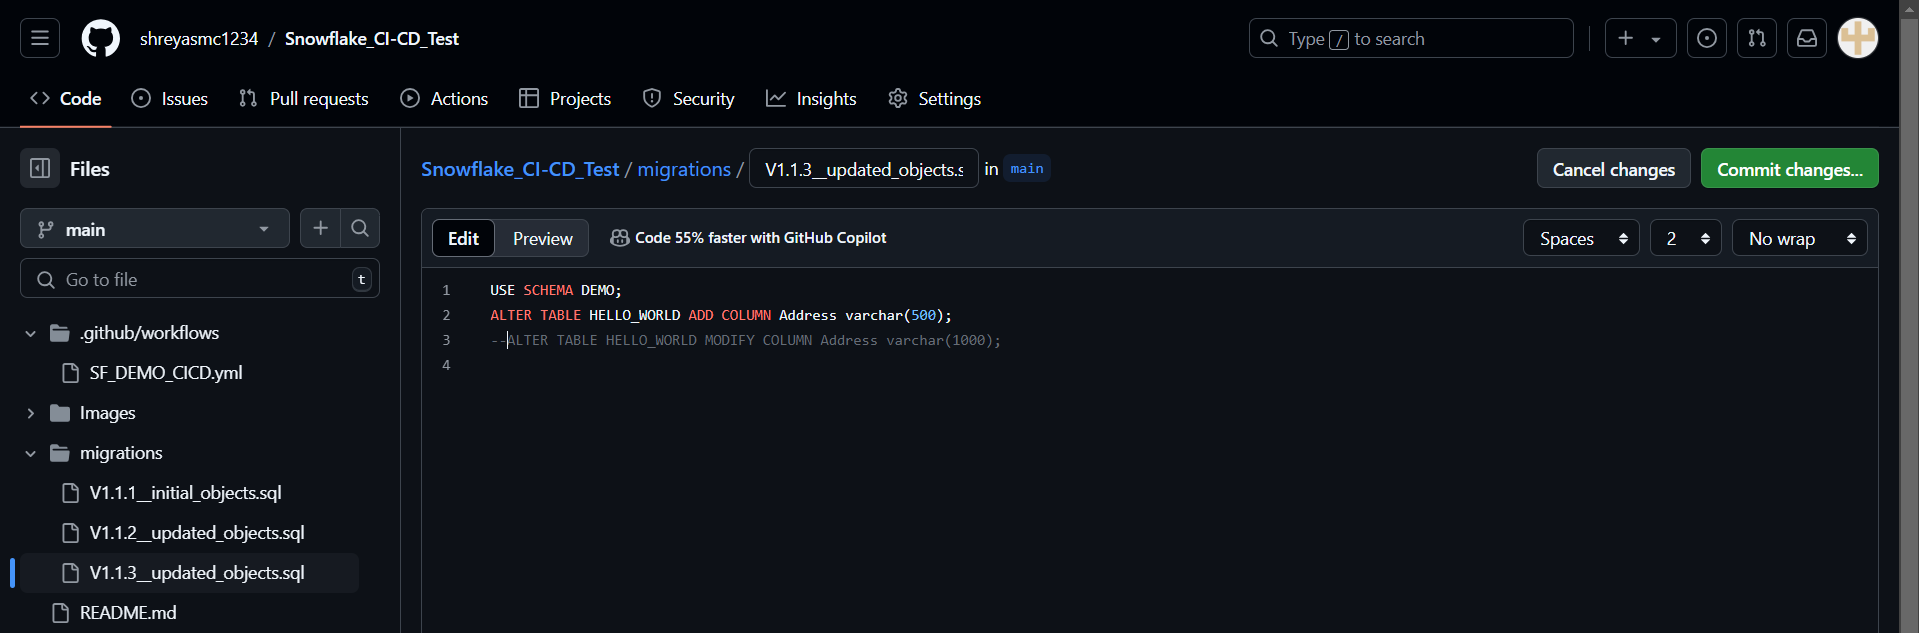 shreyasmc1234 / Snowflake_CI-CD_Test
Type / to search
Code Issues Pull requests Actions Projects Security Insights Settings
Files
Snowflake_CI-CD_Test / migrations / V1.1.3__updated_objects.s in main
Cancel changes Commit changes...
main
Go to file t
.github/workflows
SF_DEMO_CICD.yml
Images
migrations
V1.1.1__initial_objects.sql
V1.1.2__updated_objects.sql
V1.1.3__updated_objects.sql
README.md
Edit Preview Code 55% faster with GitHub Copilot Spaces 2 No wrap
1 USE SCHEMA DEMO;
2 ALTER TABLE HELLO_WORLD ADD COLUMN Address varchar(500);
3 --ALTER TABLE HELLO_WORLD MODIFY COLUMN Address varchar(1000);
4